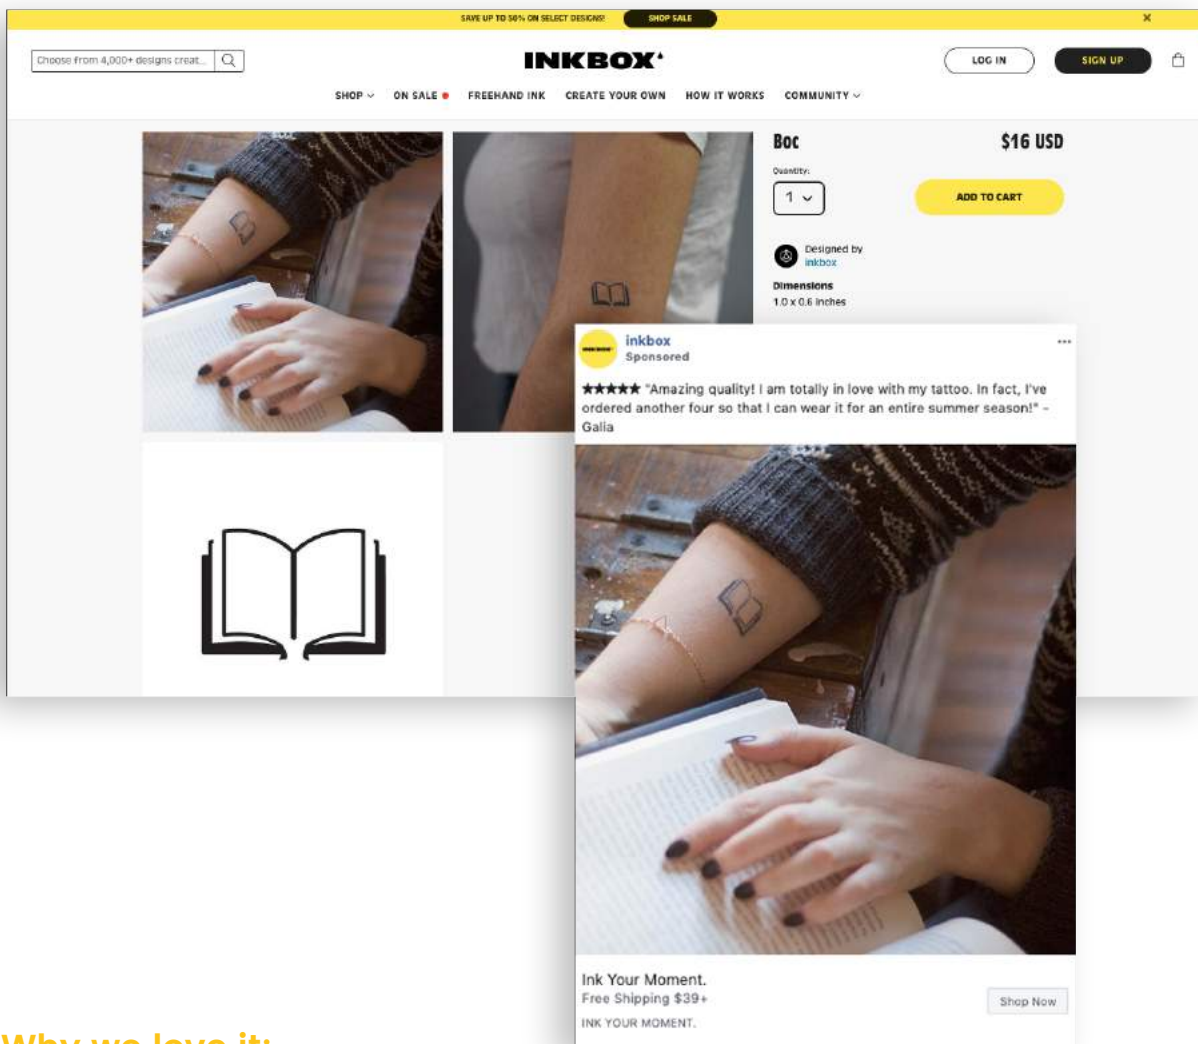 SAVE UP TO 50% ON SELECT DESIGNS!
SHOP SALE
Choose from 4,000+ designs creat...
INKBOX
LOG IN
SIGN UP
SHOP
ON SALE
FREEHAND INK
CREATE YOUR OWN
HOW IT WORKS
COMMUNITY
Boc
$16 USD
Quantity:
1
ADD TO CART
Designed by
inkbox
Dimensions
1.0 x 0.6 inches
inkbox
Sponsored
★★★★★ "Amazing quality! I am totally in love with my tattoo. In fact, I've
ordered another four so that I can wear it for an entire summer season!" –
Galia
Ink Your Moment.
Free Shipping $39+
INK YOUR MOMENT.
Shop Now
Why we love it: